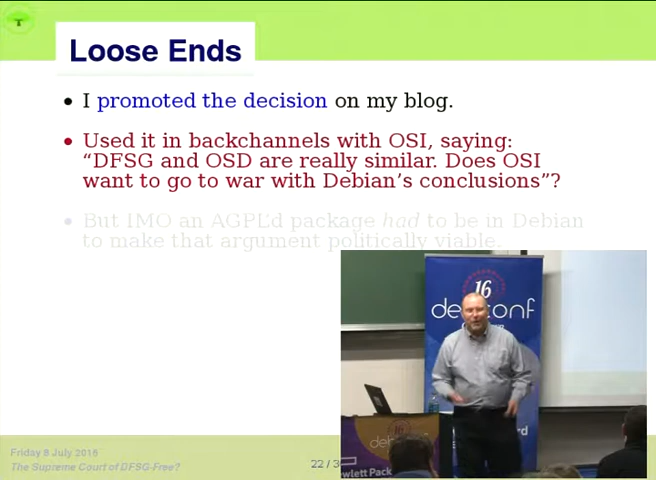 Loose Ends
• I promoted the decision on my blog.
• Used it in backchannels with OSI, saying:
“DFSG and OSD are really similar. Does OSI
want to go to war with Debian’s conclusions”?
• But IMO an AGPL’d package had to be in Debian
to make that argument politically viable.
16
debconf
Friday 8 July 2016
The Supreme Court of DFSG-Free?
22 / 3